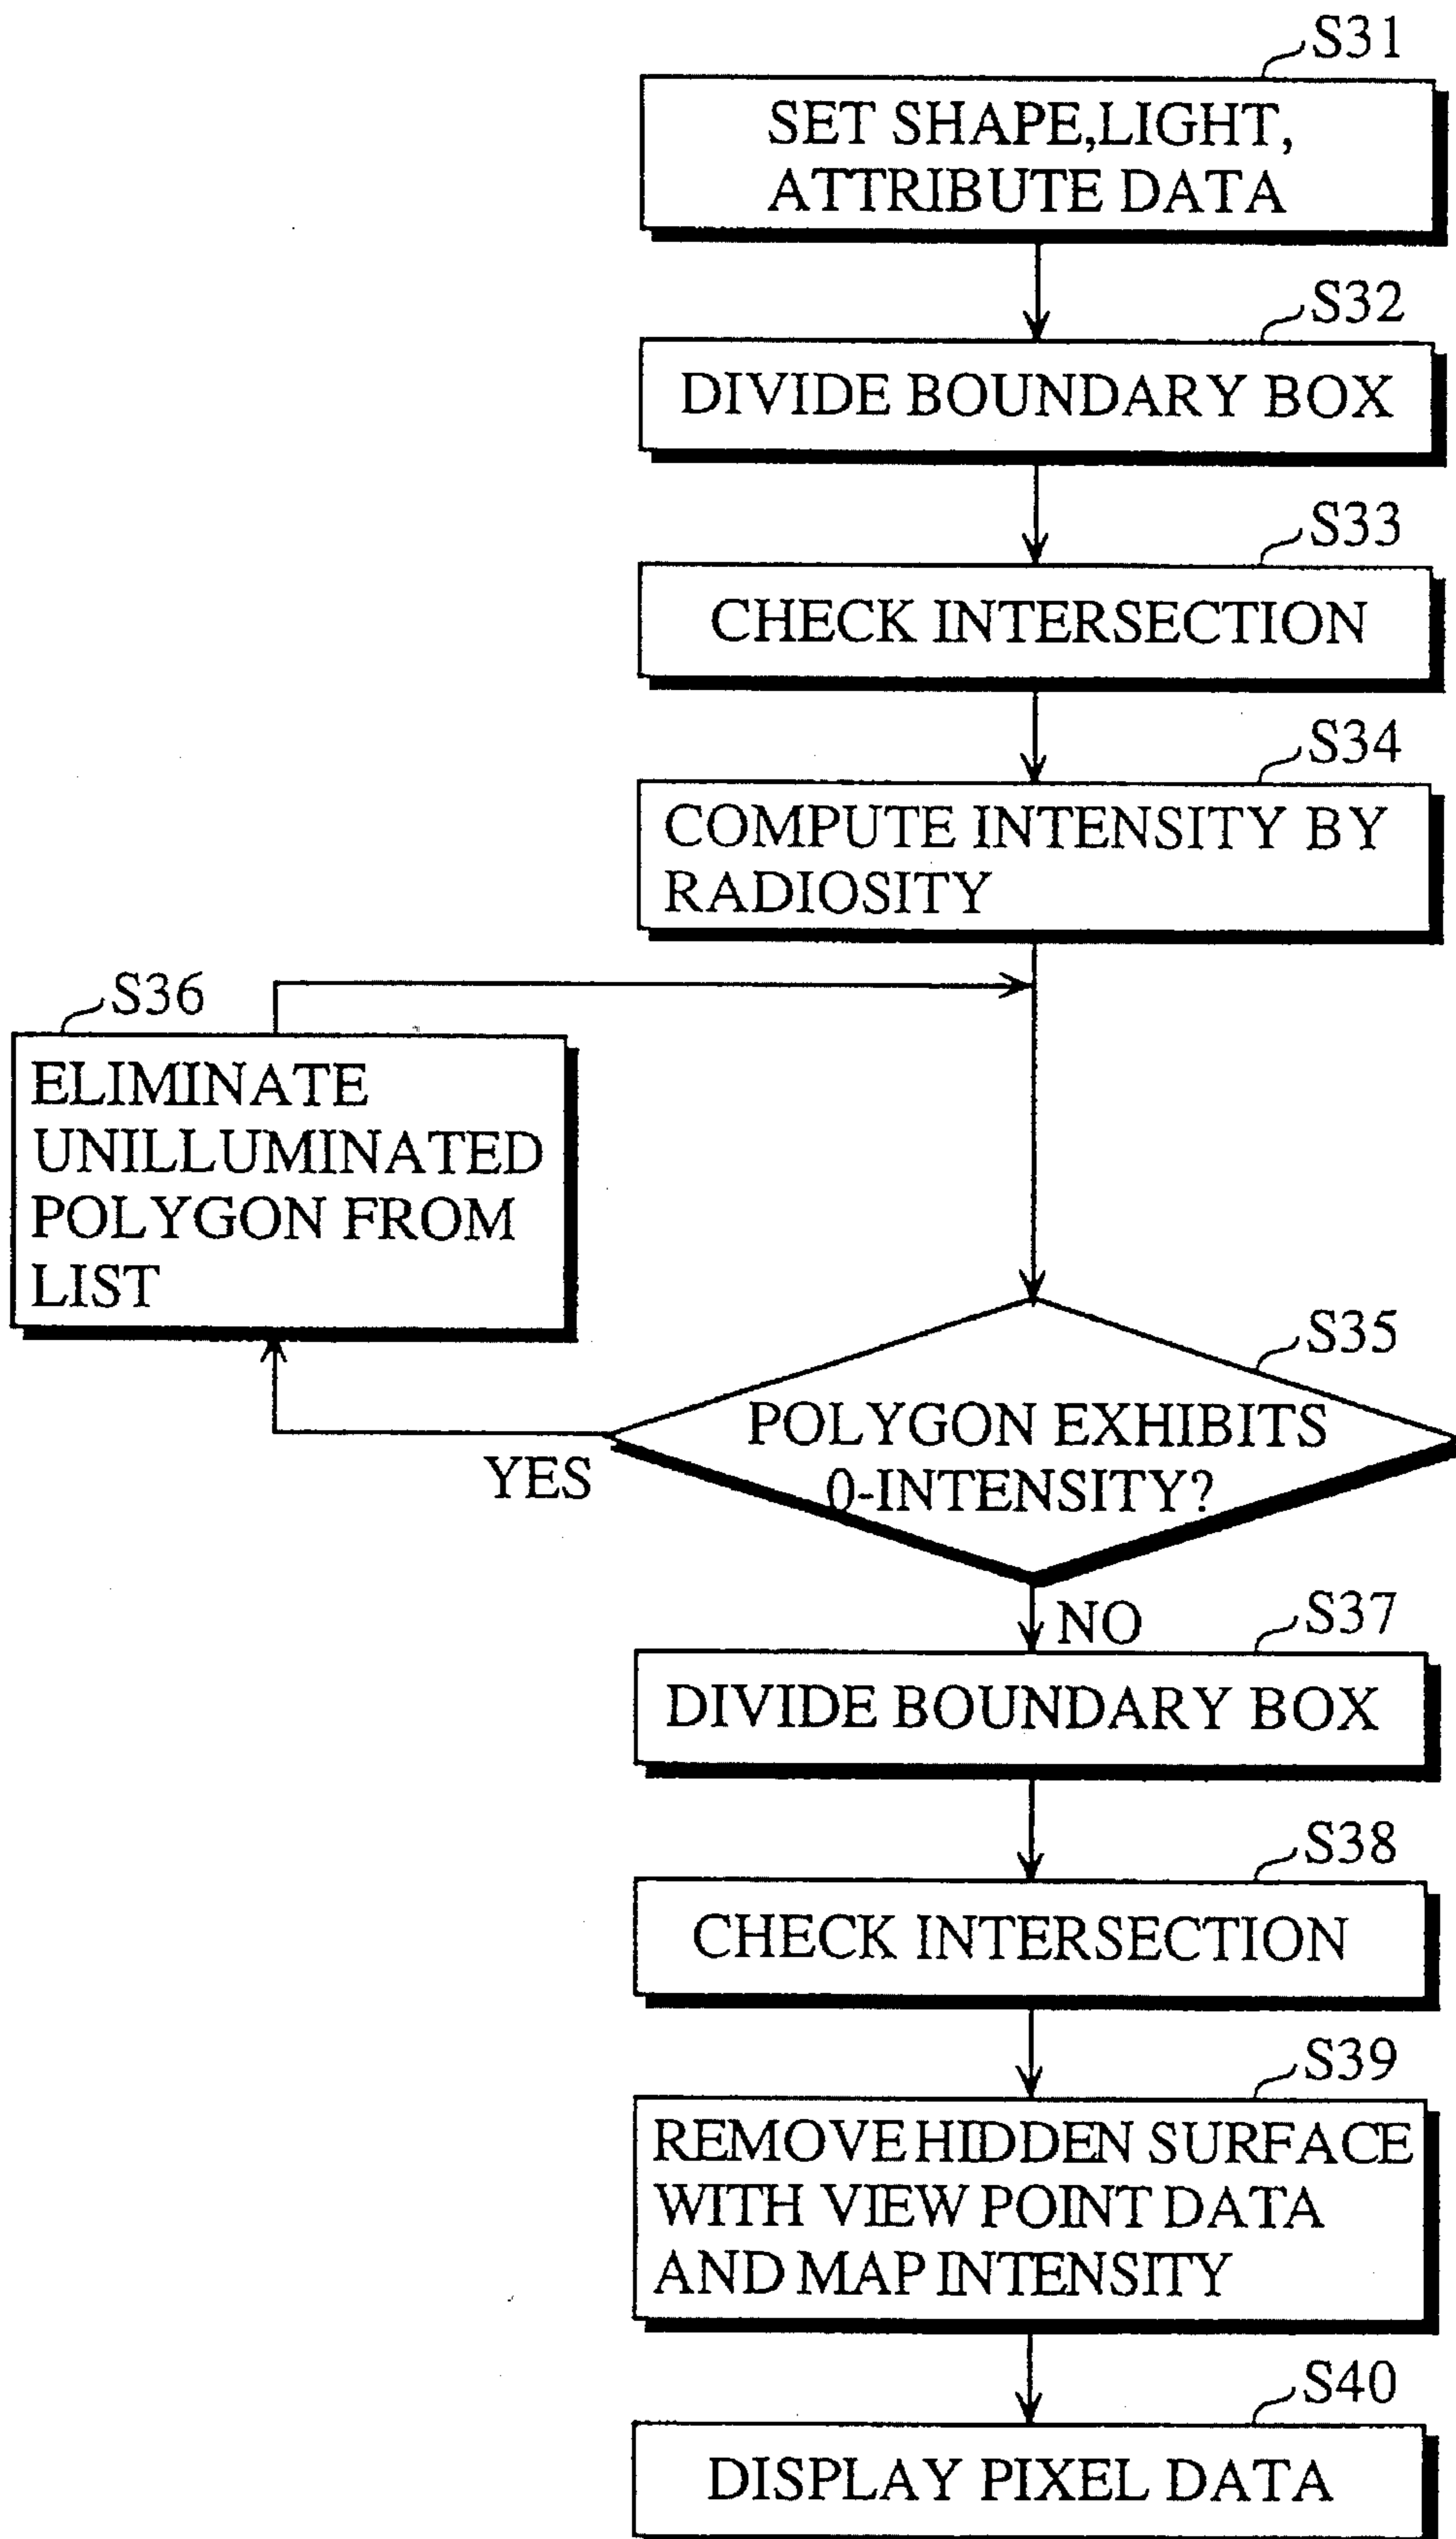 S31
SET SHAPE,LIGHT,
ATTRIBUTE DATA
S32
DIVIDE BOUNDARY BOX
S33
CHECK INTERSECTION
S34
COMPUTE INTENSITY BY
RADIOSITY
S36
ELIMINATE
UNILLUMINATED
POLYGON FROM
LIST
S35
POLYGON EXHIBITS
0-INTENSITY?
YES
NO
S37
DIVIDE BOUNDARY BOX
S38
CHECK INTERSECTION
S39
REMOVE HIDDEN SURFACE
WITH VIEW POINT DATA
AND MAP INTENSITY
S40
DISPLAY PIXEL DATA